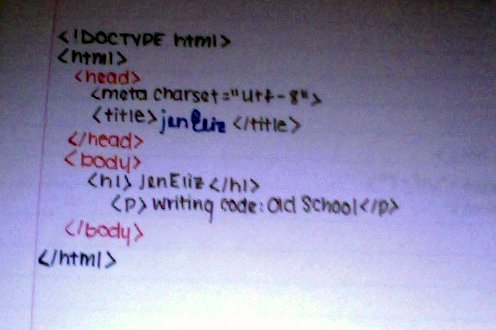 <!DOCTYPE html>
<html>
<head>
<meta charset="utf-8">
<title>jenEliz</title>
</head>
<body>
<h1>JenEliz</h1>
<p>writing code: Old School</p>
</body>
</html>